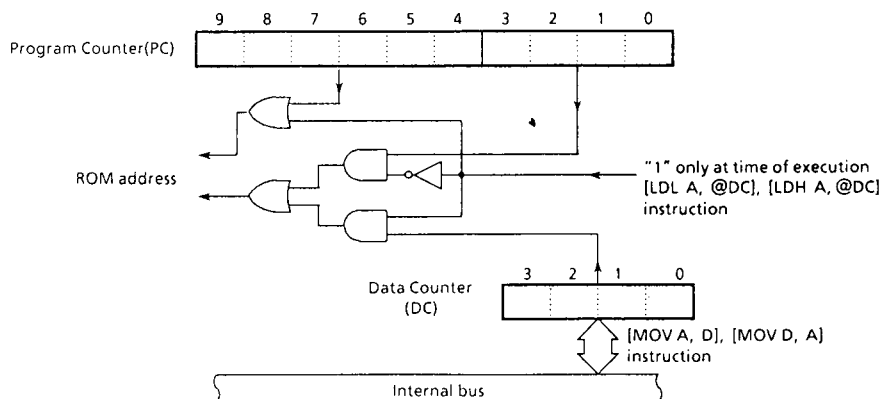 9 8 7 6 5 4 3 2 1 0
Program Counter(PC)
ROM address
"1" only at time of execution
[LDL A, @DC], [LDH A, @DC]
instruction
3 2 1 0
Data Counter
(DC)
[MOV A, D], [MOV D, A]
instruction
Internal bus